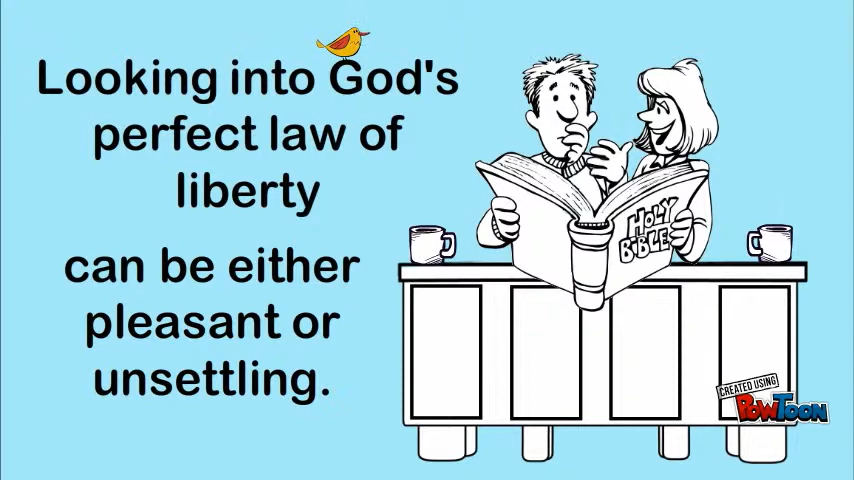 Looking into God's
perfect law of
liberty
can be either
pleasant or
unsettling.
HOLY
BIBLE
CREATED USING
POWTOON